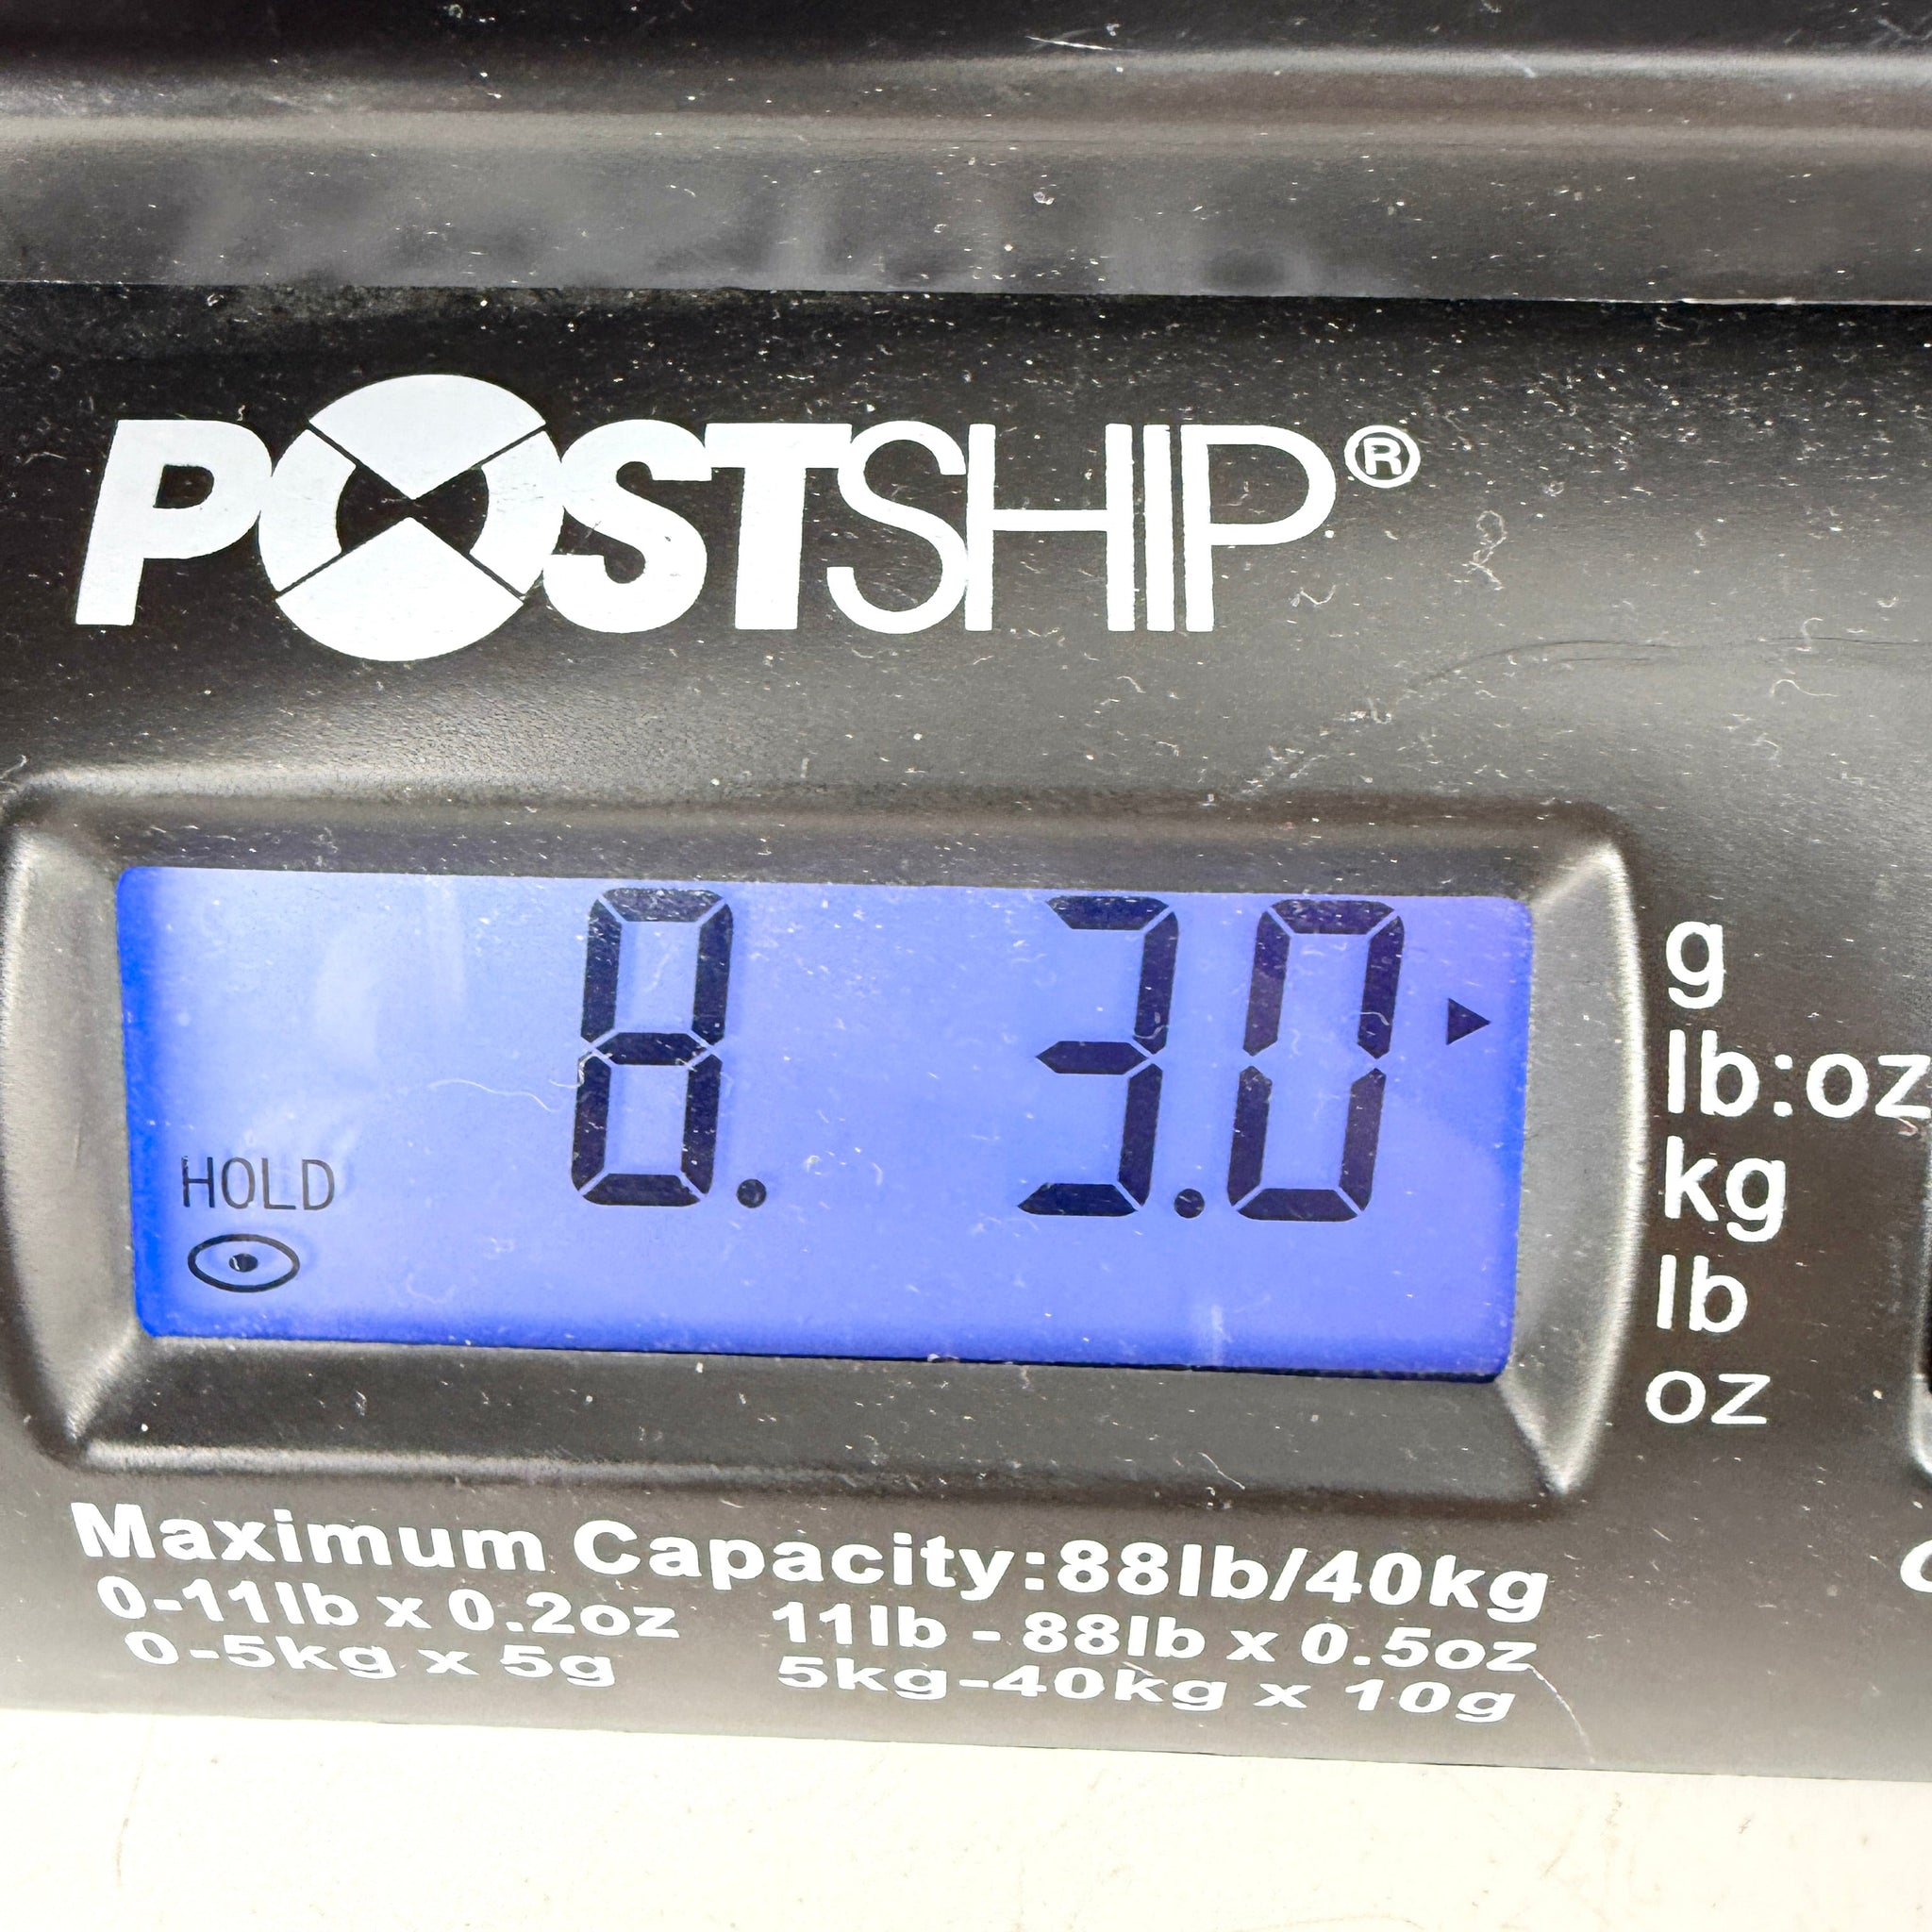 POSTSHIP®
8. 3.0
HOLD
g
lb:oz
kg
lb
oz
Maximum Capacity:88lb/40kg
0-11lb x 0.2oz 11lb - 88lb x 0.5oz
0-5kg x 5g 5kg-40kg x 10g